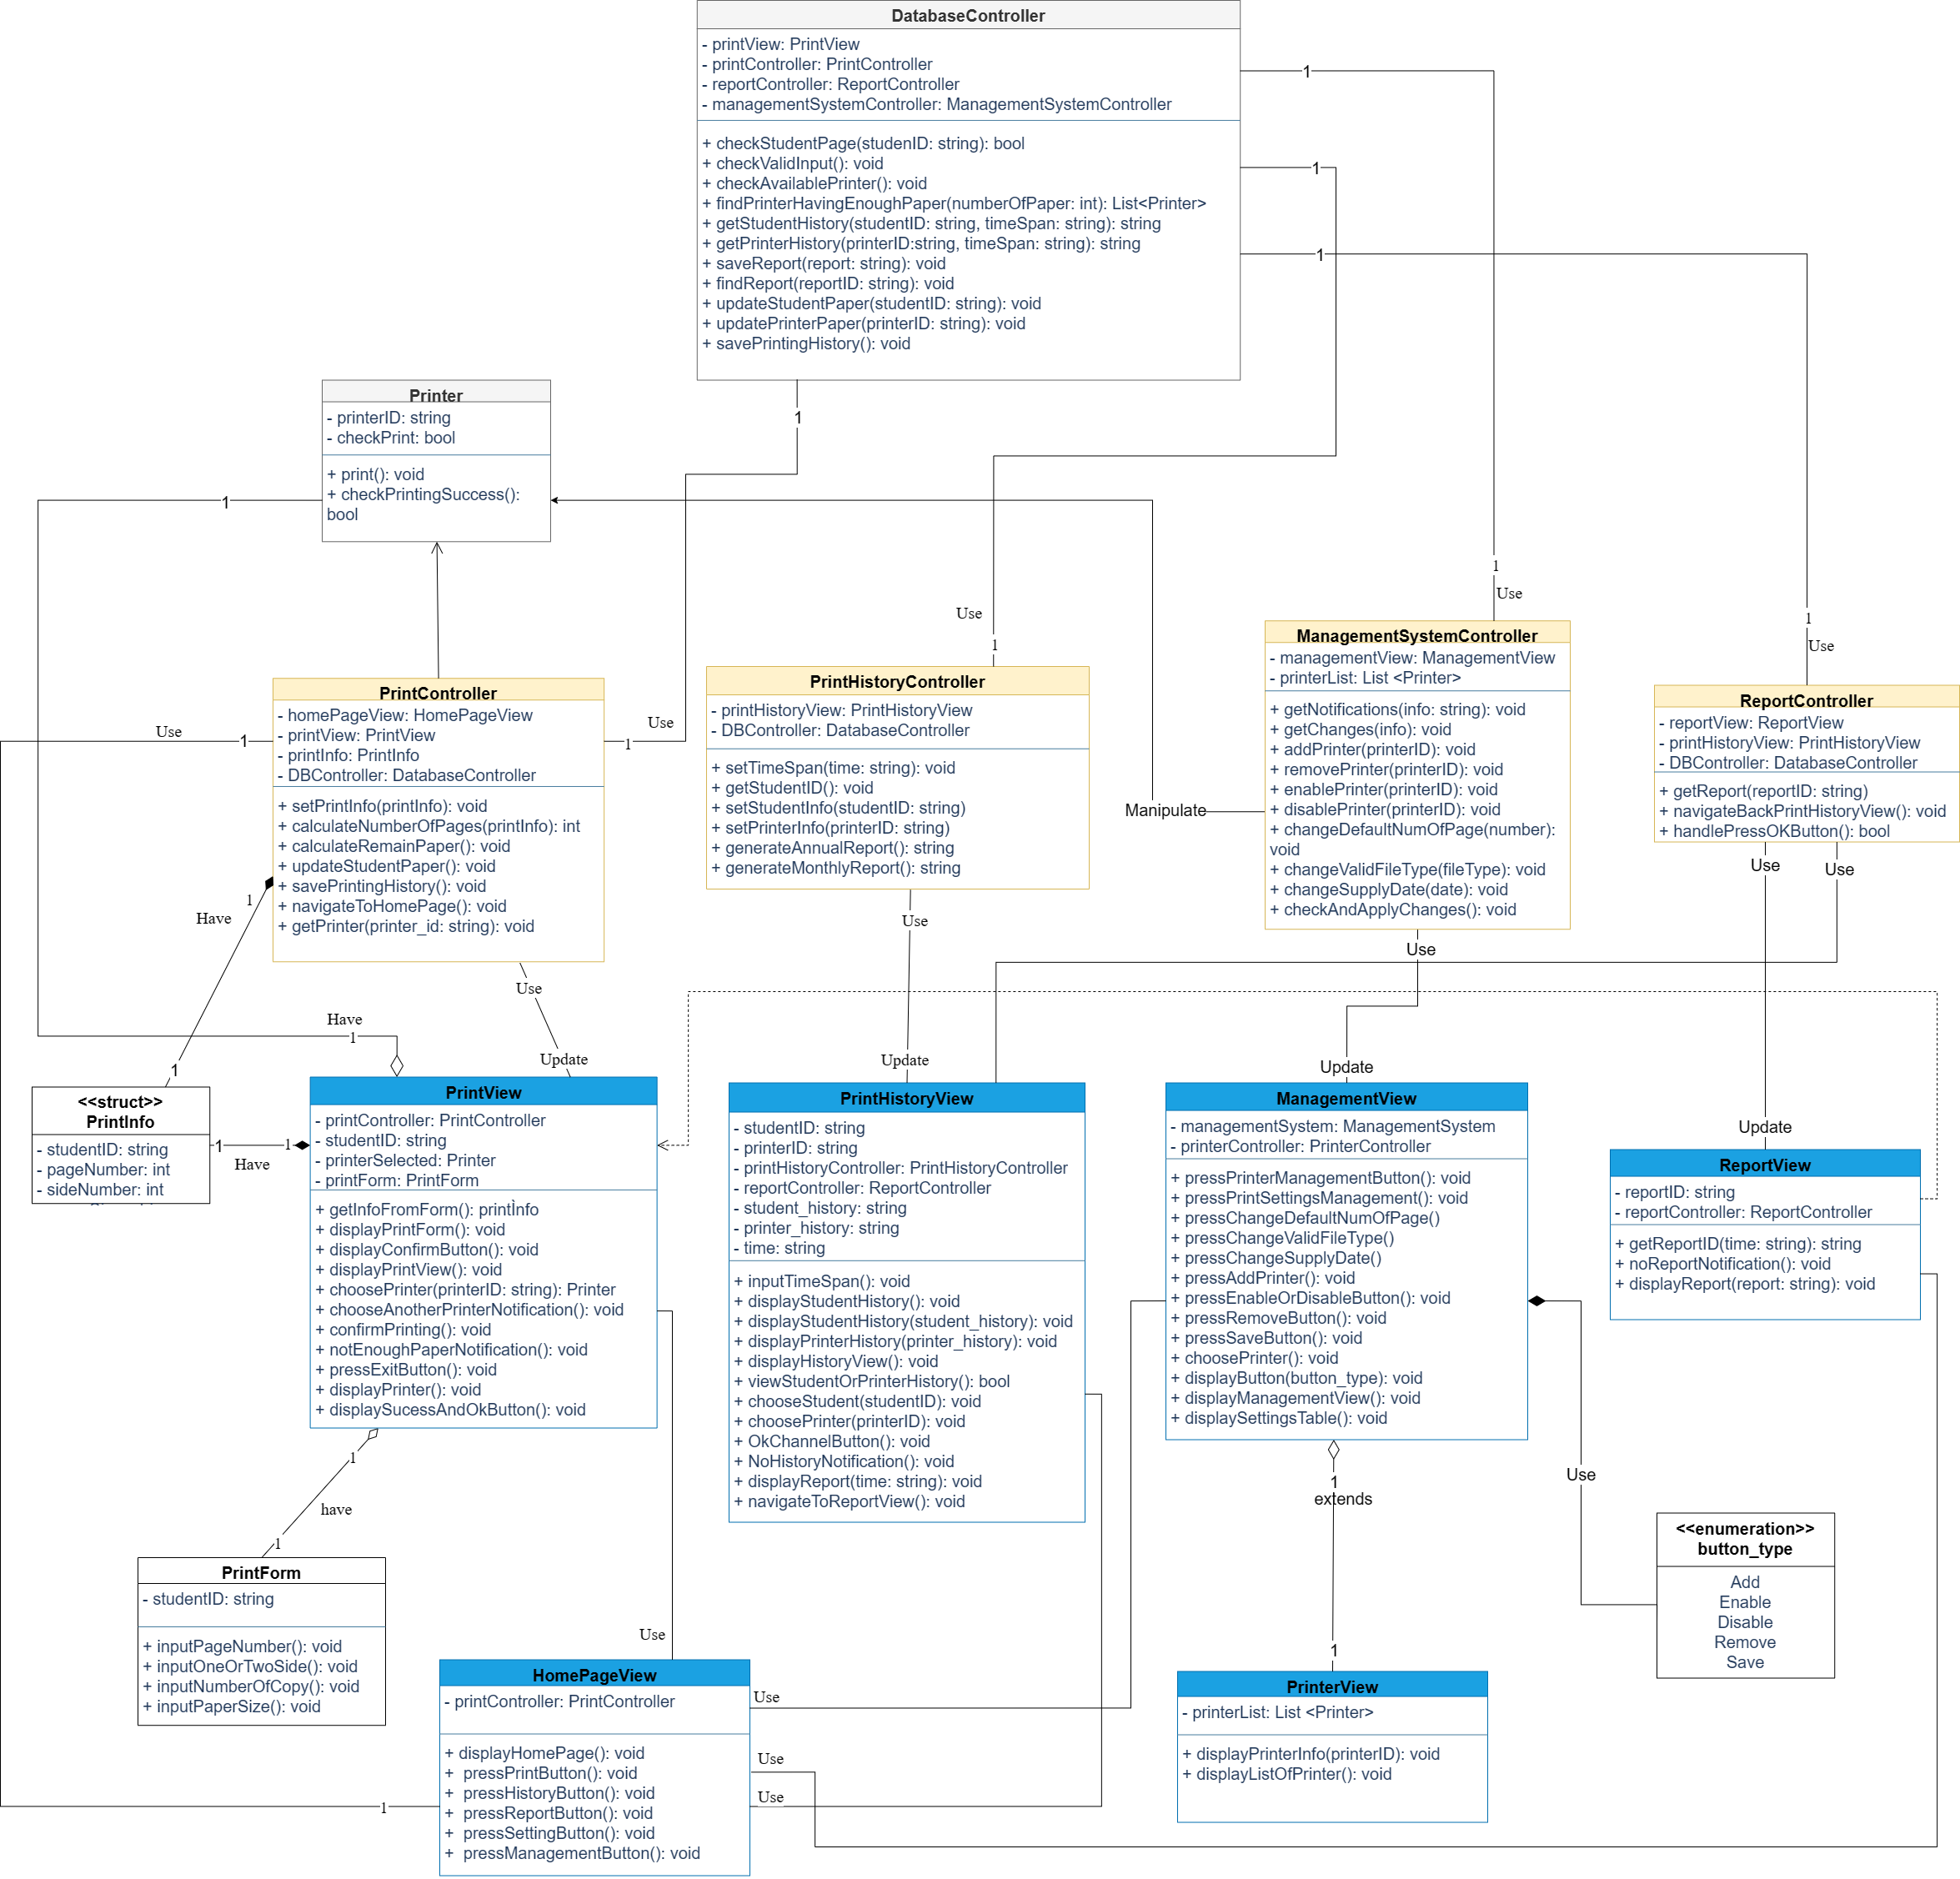 DatabaseController
- printView: PrintView
- printController: PrintController
- reportController: ReportController
- managementSystemController: ManagementSystemController
+ checkStudentPage(studenID: string): bool
+ checkValidInput(): void
+ checkAvailablePrinter(): void
+ findPrinterHavingEnoughPaper(numberOfPaper: int): List<Printer>
+ getStudentHistory(studentID: string, timeSpan: string): string
+ getPrinterHistory(printerID:string, timeSpan: string): string
+ saveReport(report: string): void
+ findReport(reportID: string): void
+ updateStudentPaper(studentID: string): void
+ updatePrinterPaper(printerID: string): void
+ savePrintingHistory(): void
1
1
1
1
Printer
- printerID: string
- checkPrint: bool
+ print(): void
+ checkPrintingSuccess():
bool
1
Use
1
1
Use
Use
1
1
Use
PrintController
- homePageView: HomePageView
- printView: PrintView
- printInfo: PrintInfo
- DBController: DatabaseController
+ setPrintInfo(printInfo): void
+ calculateNumberOfPages(printInfo): int
+ calculateRemainPaper(): void
+ updateStudentPaper(): void
+ savePrintingHistory(): void
+ navigateToHomePage(): void
+ getPrinter(printer_id: string): void
Use
1
Use
1
PrintHistoryController
- printHistoryView: PrintHistoryView
- DBController: DatabaseController
+ setTimeSpan(time: string): void
+ getStudentID(): void
+ setStudentInfo(studentID: string)
+ setPrinterInfo(printerID: string)
+ generateAnnualReport(): string
+ generateMonthlyReport(): string
Manipulate
ManagementSystemController
- managementView: ManagementView
- printerList: List <Printer>
+ getNotifications(info: string): void
+ getChanges(info): void
+ addPrinter(printerID): void
+ removePrinter(printerID): void
+ enablePrinter(printerID): void
+ disablePrinter(printerID): void
+ changeDefaultNumOfPage(number):
void
+ changeValidFileType(fileType): void
+ changeSupplyDate(date): void
+ checkAndApplyChanges(): void
ReportController
- reportView: ReportView
- printHistoryView: PrintHistoryView
- DBController: DatabaseController
+ getReport(reportID: string)
+ navigateBackPrintHistoryView(): void
+ handlePressOKButton(): bool
1
Have
1
Use
Update
Use
Update
Use
Update
Use
Use
Update
Have
1
<<struct>>
PrintInfo
- studentID: string
- pageNumber: int
- sideNumber: int
1
1
Have
PrintView
- printController: PrintController
- studentID: string
- printerSelected: Printer
- printForm: PrintForm
+ getInfoFromForm(): printÌnfo
+ displayPrintForm(): void
+ displayConfirmButton(): void
+ displayPrintView(): void
+ choosePrinter(printerID: string): Printer
+ chooseAnotherPrinterNotification(): void
+ confirmPrinting(): void
+ notEnoughPaperNotification(): void
+ pressExitButton(): void
+ displayPrinter(): void
+ displaySucessAndOkButton(): void
PrintHistoryView
- studentID: string
- printerID: string
- printHistoryController: PrintHistoryController
- reportController: ReportController
- student_history: string
- printer_history: string
- time: string
+ inputTimeSpan(): void
+ displayStudentHistory(): void
+ displayStudentHistory(student_history): void
+ displayPrinterHistory(printer_history): void
+ displayHistoryView(): void
+ viewStudentOrPrinterHistory(): bool
+ chooseStudent(studentID): void
+ choosePrinter(printerID): void
+ OkChannelButton(): void
+ NoHistoryNotification(): void
+ displayReport(time: string): void
+ navigateToReportView(): void
ManagementView
- managementSystem: ManagementSystem
- printerController: PrinterController
+ pressPrinterManagementButton(): void
+ pressPrintSettingsManagement(): void
+ pressChangeDefaultNumOfPage()
+ pressChangeValidFileType()
+ pressChangeSupplyDate()
+ pressAddPrinter(): void
+ pressEnableOrDisableButton(): void
+ pressRemoveButton(): void
+ pressSaveButton(): void
+ choosePrinter(): void
+ displayButton(button_type): void
+ displayManagementView(): void
+ displaySettingsTable(): void
ReportView
- reportID: string
- reportController: ReportController
+ getReportID(time: string): string
+ noReportNotification(): void
+ displayReport(report: string): void
1
have
1
1
extends
1
Use
<<enumeration>>
button_type
Add
Enable
Disable
Remove
Save
PrintForm
- studentID: string
+ inputPageNumber(): void
+ inputOneOrTwoSide(): void
+ inputNumberOfCopy(): void
+ inputPaperSize(): void
Use
1
HomePageView
- printController: PrintController
+ displayHomePage(): void
+ pressPrintButton(): void
+ pressHistoryButton(): void
+ pressReportButton(): void
+ pressSettingButton(): void
+ pressManagementButton(): void
Use
Use
Use
PrinterView
- printerList: List <Printer>
+ displayPrinterInfo(printerID): void
+ displayListOfPrinter(): void